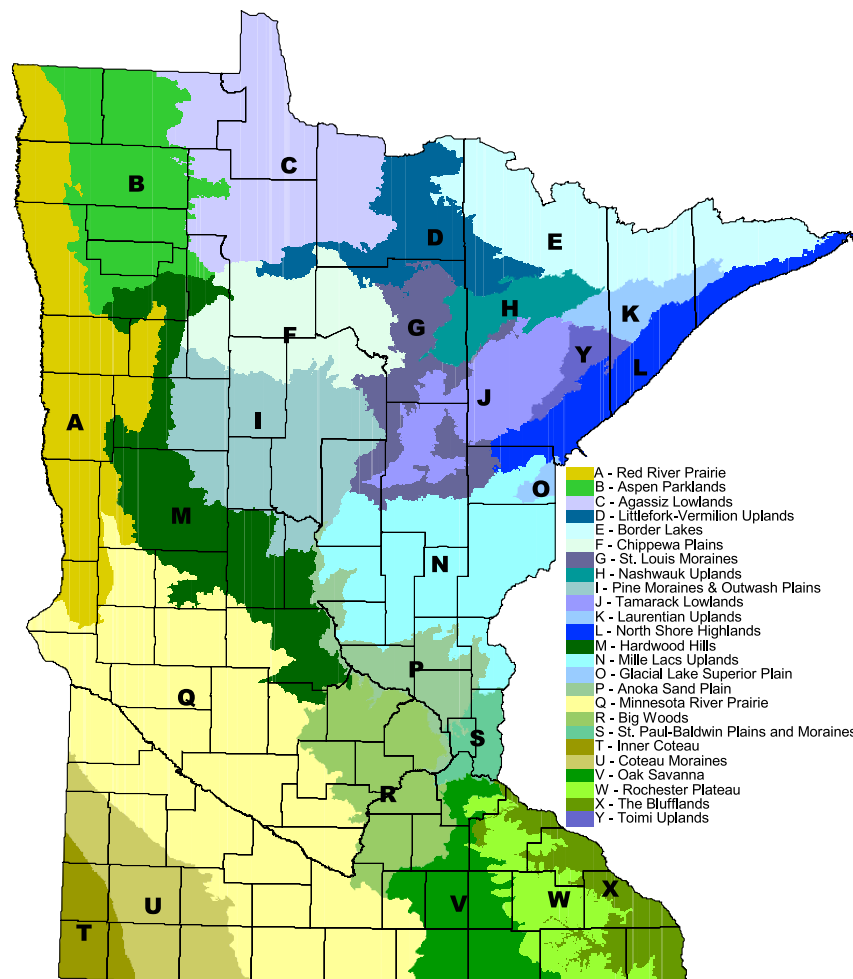 C
B
D
E
H
K
G
F
Y
L
J
I
A
A - Red River Prairie
B - Aspen Parklands
O
C - Agassiz Lowlands
M
D - Littlefork-Vermilion Uplands
E - Border Lakes
F - Chippewa Plains
G - St. Louis Moraines
N
H - Nashwauk Uplands
I - Pine Moraines & Outwash Plains
J - Tamarack Lowlands
K - Laurentian Uplands
L - North Shore Highlands
M - Hardwood Hills
N - Mille Lacs Uplands
P
O - Glacial Lake Superior Plain
P - Anoka Sand Plain
Q
Q - Minnesota River Prairie
R - Big Woods
S
S - St. Paul-Baldwin Plains and Moraines
T - Inner Coteau
U - Coteau Moraines
V - Oak Savanna
R
W - Rochester Plateau
X - The Blufflands
Y - Toimi Uplands
X
W
U
V
T